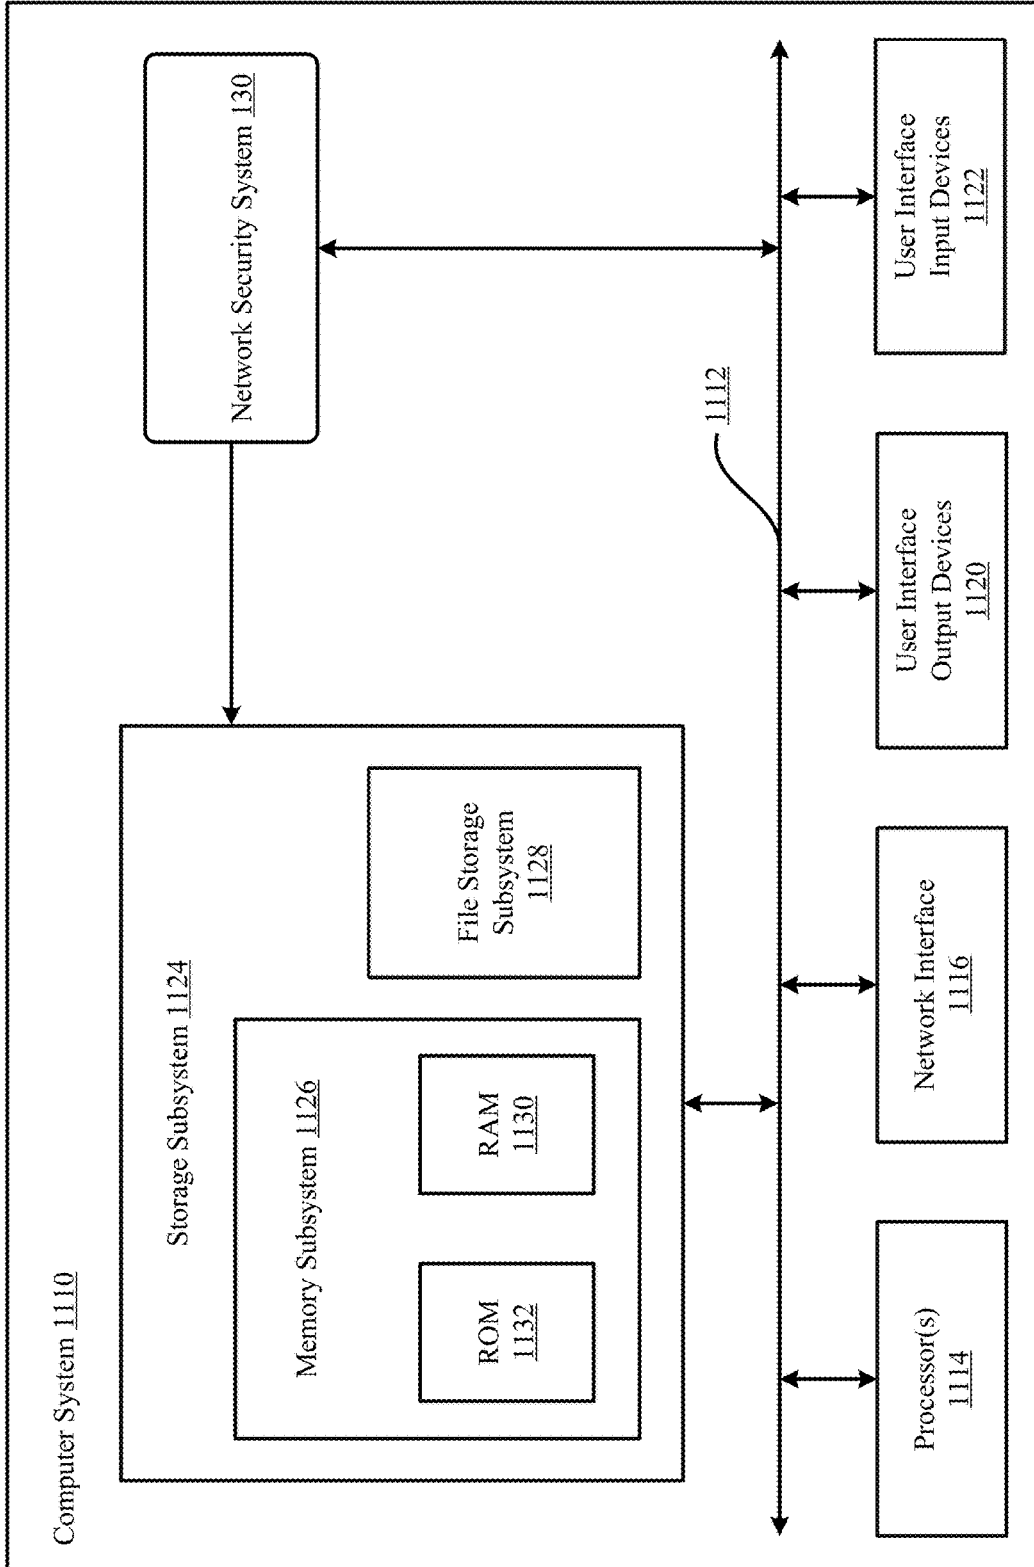 Computer System 1110
Storage Subsystem 1124
Network Security System 130
Memory Subsystem 1126
ROM
1132
RAM
1130
File Storage
Subsystem
1128
1112
Processor(s)
1114
Network Interface
1116
User Interface
Output Devices
1120
User Interface
Input Devices
1122